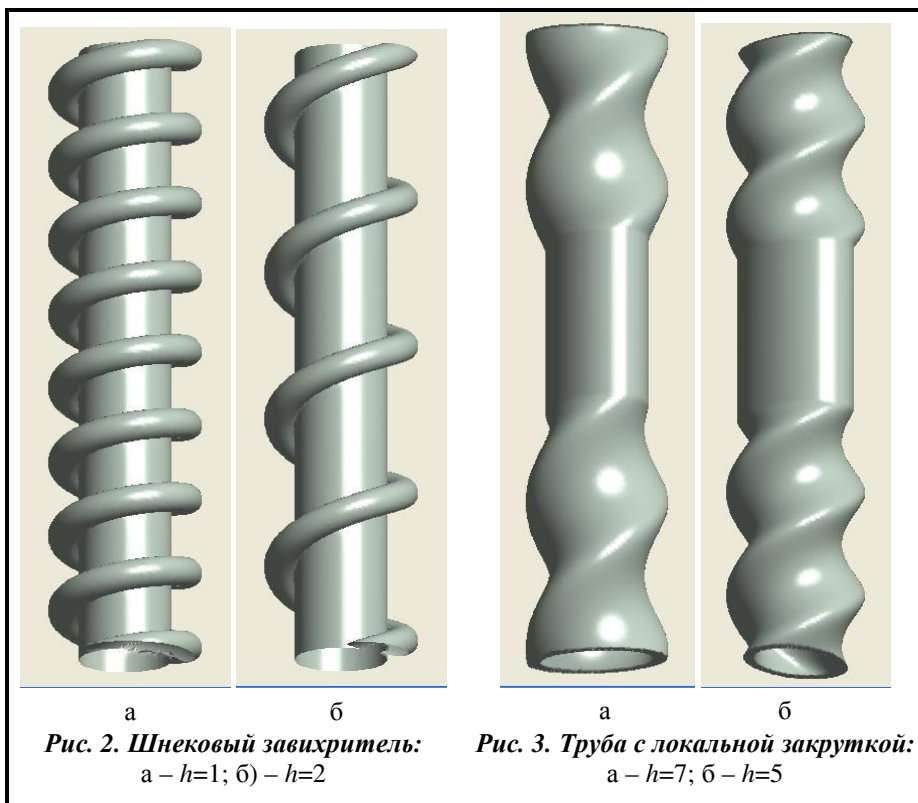 а
б
Рис. 2. Шнековый завихритель:
а – h=1; б) – h=2
а
б
Рис. 3. Труба с локальной закруткой:
а – h=7; б – h=5